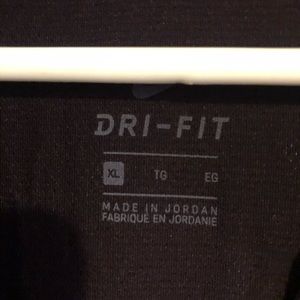 DRI-FIT
XL TG EG
MADE IN JORDAN
FABRIQUÉ EN JORDANIE